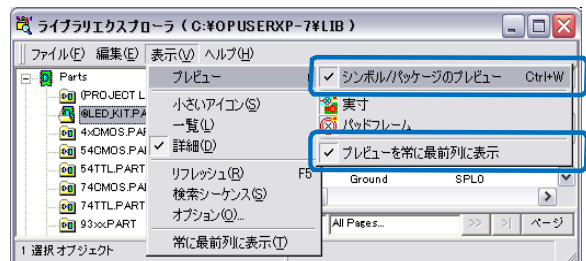 ライブラリエクスプローラ ( C:¥OPUSERXP-7¥LIB )
ファイル(F) 編集(E) 表示(V) ヘルプ(H)
Parts
(PROJECT L
@LED_KIT.PA
4xCMOS.PAR
54CMOS.PAI
54TTL.PART
74CMOS.PAI
74TTL.PART
93xx.PART
プレビュー
小さいアイコン(S)
一覧(L)
詳細(D)
リフレッシュ(R) F5
検索シーケンス(S)
オプション(O)...
常に最前列に表示(T)
シンボル/パッケージのプレビュー Ctrl+W
実寸
パッドフレーム
プレビューを常に最前列に表示
Ground SPL0
All Pages... >> >| ページ
1 選択オブジェクト